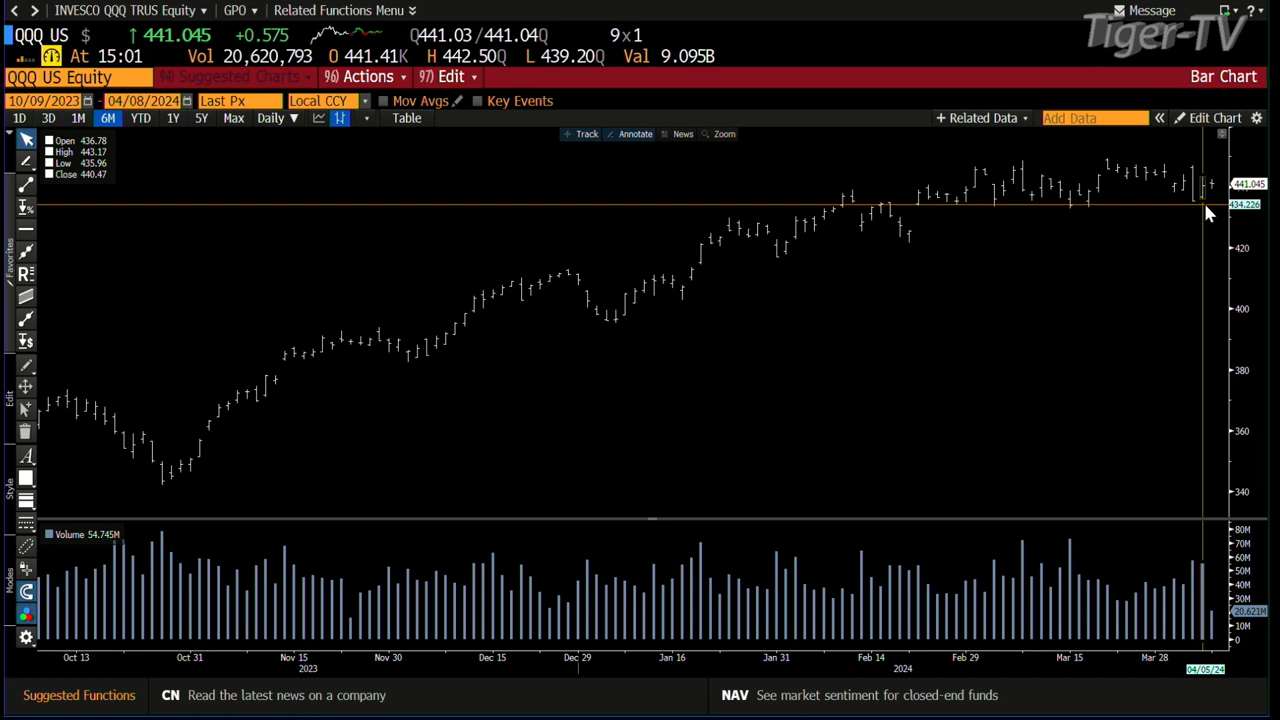 INVESCO QQQ TRUS Equity GPO Related Functions Menu Message ?
Tiger-TV
QQQ US $ ↑ 441.045 +0.575 Q441.03/441.04Q 9x1
At 15:01 Vol 20,620,793 O 441.41K H 442.50Q L 439.20Q Val 9.095B
QQQ US Equity 94) Suggested Charts 96) Actions 97) Edit Bar Chart
10/09/2023 - 04/08/2024 Last Px Local CCY Mov Avgs Key Events
1D 3D 1M 6M YTD 1Y 5Y Max Daily ▼ Table + Related Data Add Data « Edit Chart
Track Annotate News Zoom
Open 436.78
High 443.17
Low 435.96
Close 440.47
441.045
434.226
420
400
380
360
340
Favorites
Edit
Style
Modes
Volume 54.745M
80M
70M
60M
50M
40M
30M
20.621M
10M
0
Oct 13 Oct 31 Nov 15 Nov 30 Dec 15 Dec 29 Jan 16 Jan 31 Feb 14 Feb 29 Mar 15 Mar 28
2023 2024 04/05/24
Suggested Functions CN Read the latest news on a company NAV See market sentiment for closed-end funds